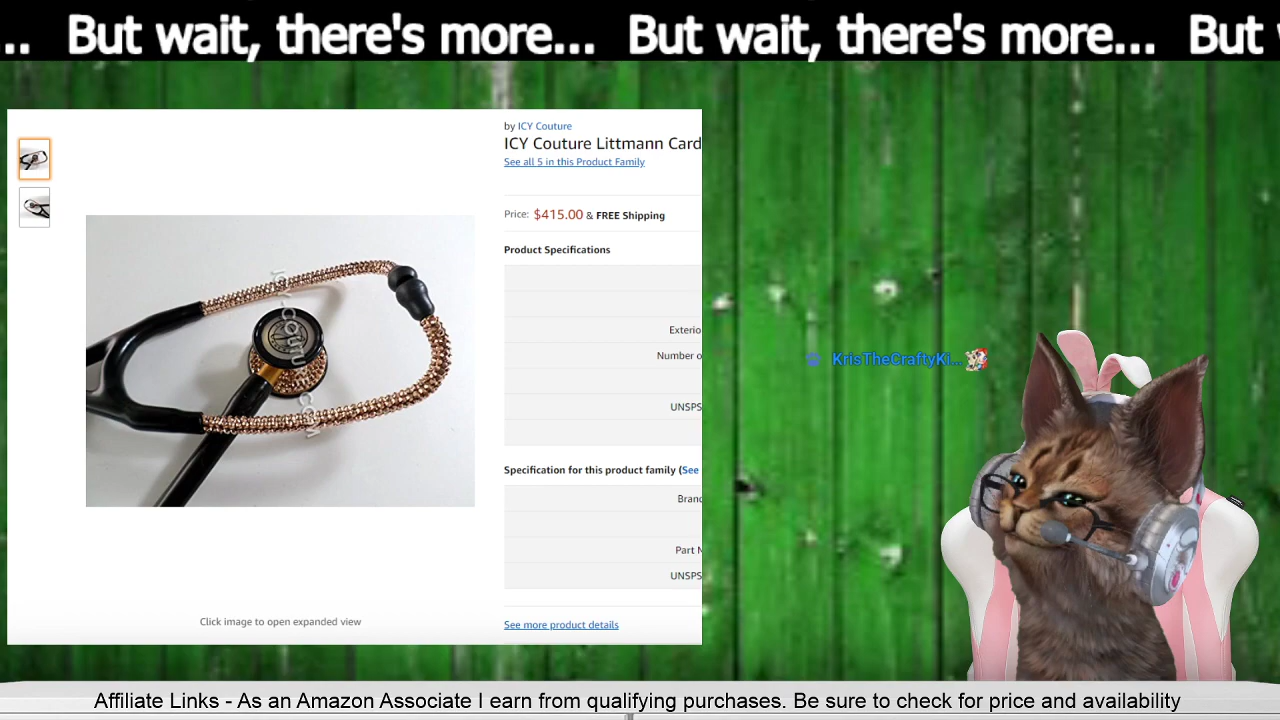 ... But wait, there's more... But wait, there's more... But
by ICY Couture
ICY Couture Littmann Card
See all 5 in this Product Family
Price: $415.00 & FREE Shipping
Product Specifications
Exterio
Number o
UNSPS
Specification for this product family (See
Brand
Part N
UNSPS
Click image to open expanded view
See more product details
ICY-COUTU
.COM
KrisTheCraftyKi...
Affiliate Links - As an Amazon Associate I earn from qualifying purchases. Be sure to check for price and availability